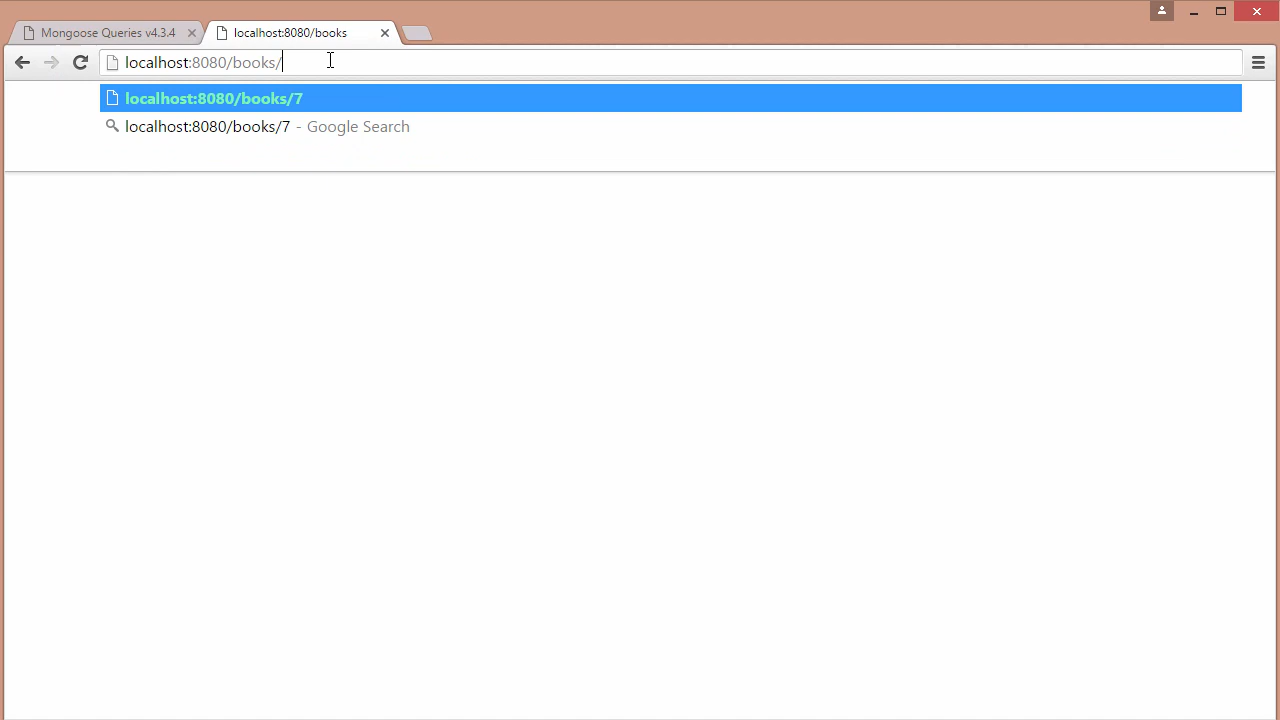 Mongoose Queries v4.3.4
localhost:8080/books
localhost:8080/books/
localhost:8080/books/7
localhost:8080/books/7 - Google Search